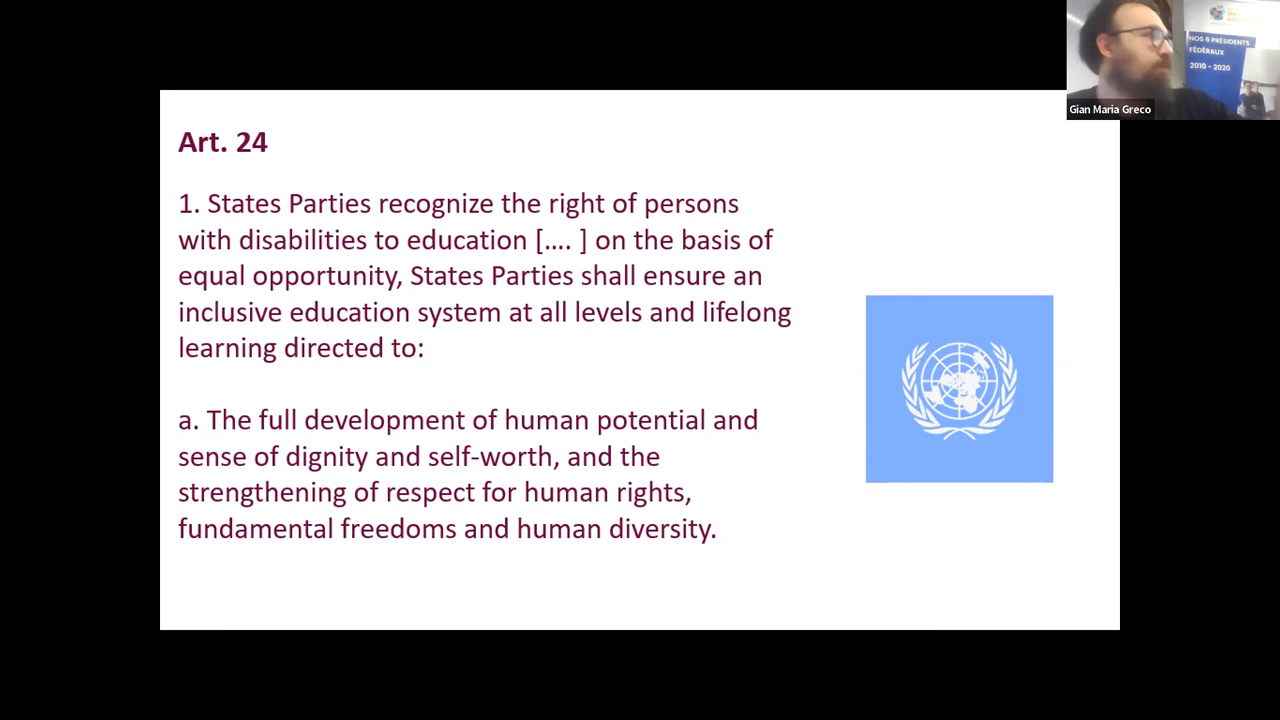 NOS 5 PRÉSIDENTS
FÉDÉRAUX
2010 - 2020
Gian Maria Greco
Art. 24
1. States Parties recognize the right of persons
with disabilities to education [.... ] on the basis of
equal opportunity, States Parties shall ensure an
inclusive education system at all levels and lifelong
learning directed to:
a. The full development of human potential and
sense of dignity and self-worth, and the
strengthening of respect for human rights,
fundamental freedoms and human diversity.